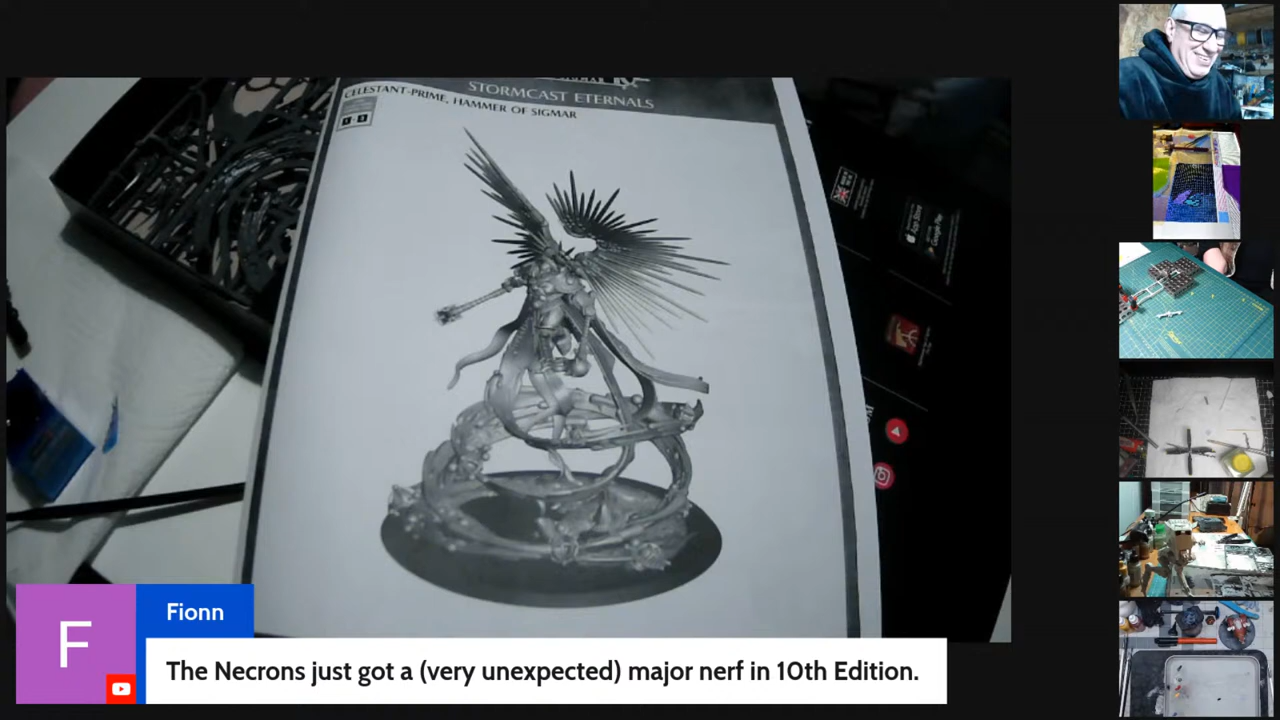 STORMCAST ETERNALS
CELESTANT-PRIME, HAMMER OF SIGMAR
F
Fionn
The Necrons just got a (very unexpected) major nerf in 10th Edition.